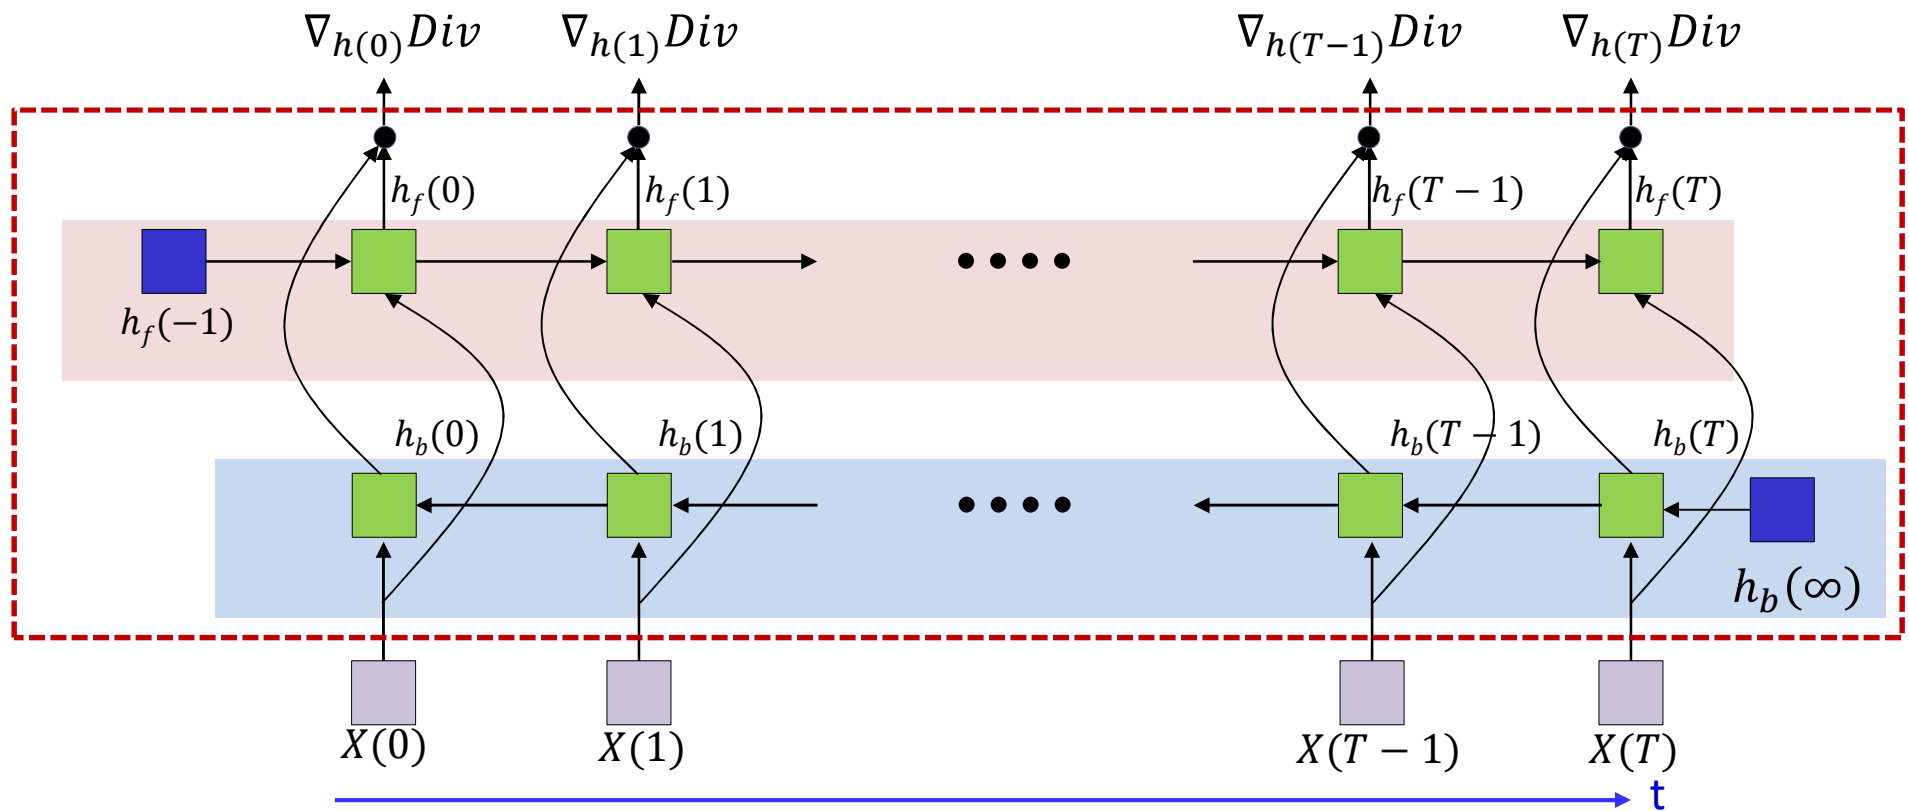 ∇h(0)Div ∇h(1)Div ∇h(T−1)Div ∇h(T)Div
hf(0) hf(1) hf(T − 1) hf(T)
hf(−1)
hb(0) hb(1) hb(T − 1) hb(T)
hb(∞)
X(0) X(1) X(T − 1) X(T)
t